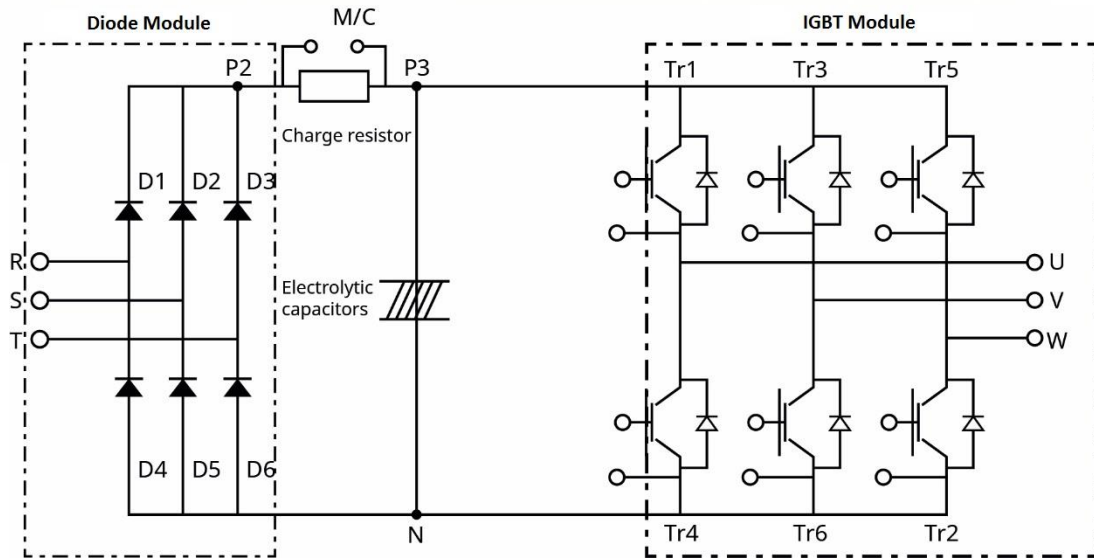 Diode Module
M/C
IGBT Module
P2
P3
Tr1
Tr3
Tr5
Charge resistor
D1
D2
D3
R
S
T
Electrolytic
capacitors
U
V
W
D4
D5
D6
N
Tr4
Tr6
Tr2